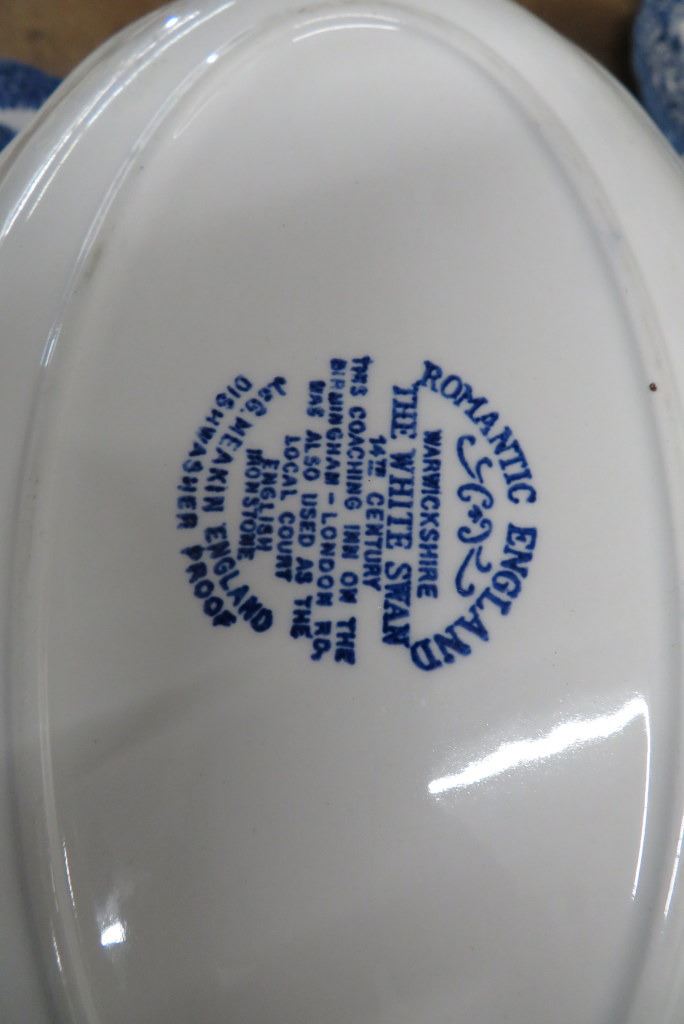 ROMANTIC ENGLAND
WARWICKSHIRE
THE WHITE SWAN
14TH CENTURY
THIS COACHING INN ON THE
BIRMINGHAM - LONDON RD.
WAS ALSO USED AS THE
LOCAL COURT
ENGLISH
IRONSTONE
J&G. MEAKIN ENGLAND
DISHWASHER PROOF